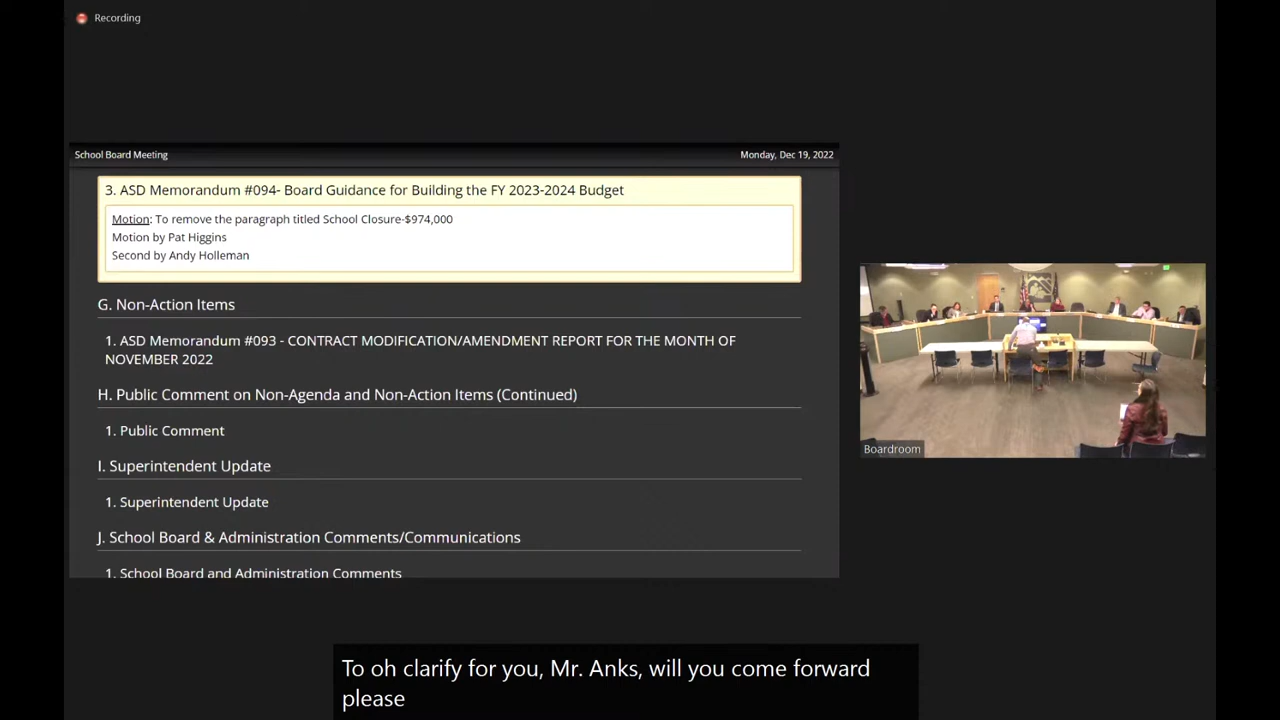 Recording
School Board Meeting
Monday, Dec 19, 2022
3. ASD Memorandum #094- Board Guidance for Building the FY 2023-2024 Budget
Motion: To remove the paragraph titled School Closure-$974,000
Motion by Pat Higgins
Second by Andy Holleman
G. Non-Action Items
1. ASD Memorandum #093 - CONTRACT MODIFICATION/AMENDMENT REPORT FOR THE MONTH OF
NOVEMBER 2022
H. Public Comment on Non-Agenda and Non-Action Items (Continued)
1. Public Comment
I. Superintendent Update
1. Superintendent Update
J. School Board & Administration Comments/Communications
1. School Board and Administration Comments
Boardroom
To oh clarify for you, Mr. Anks, will you come forward
please